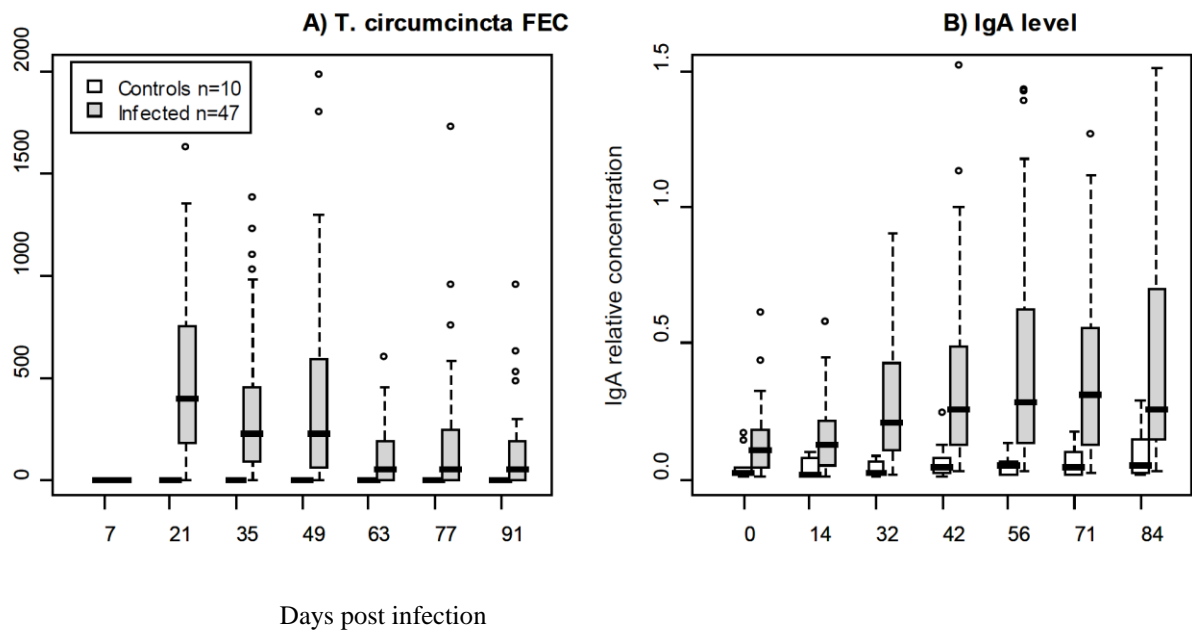 A) T. circumcincta FEC
Controls n=10
Infected n=47
2000
1500
1000
500
0
7 21 35 49 63 77 91
B) IgA level
IgA relative concentration
1.5
1.0
0.5
0.0
0 14 32 42 56 71 84
Days post infection